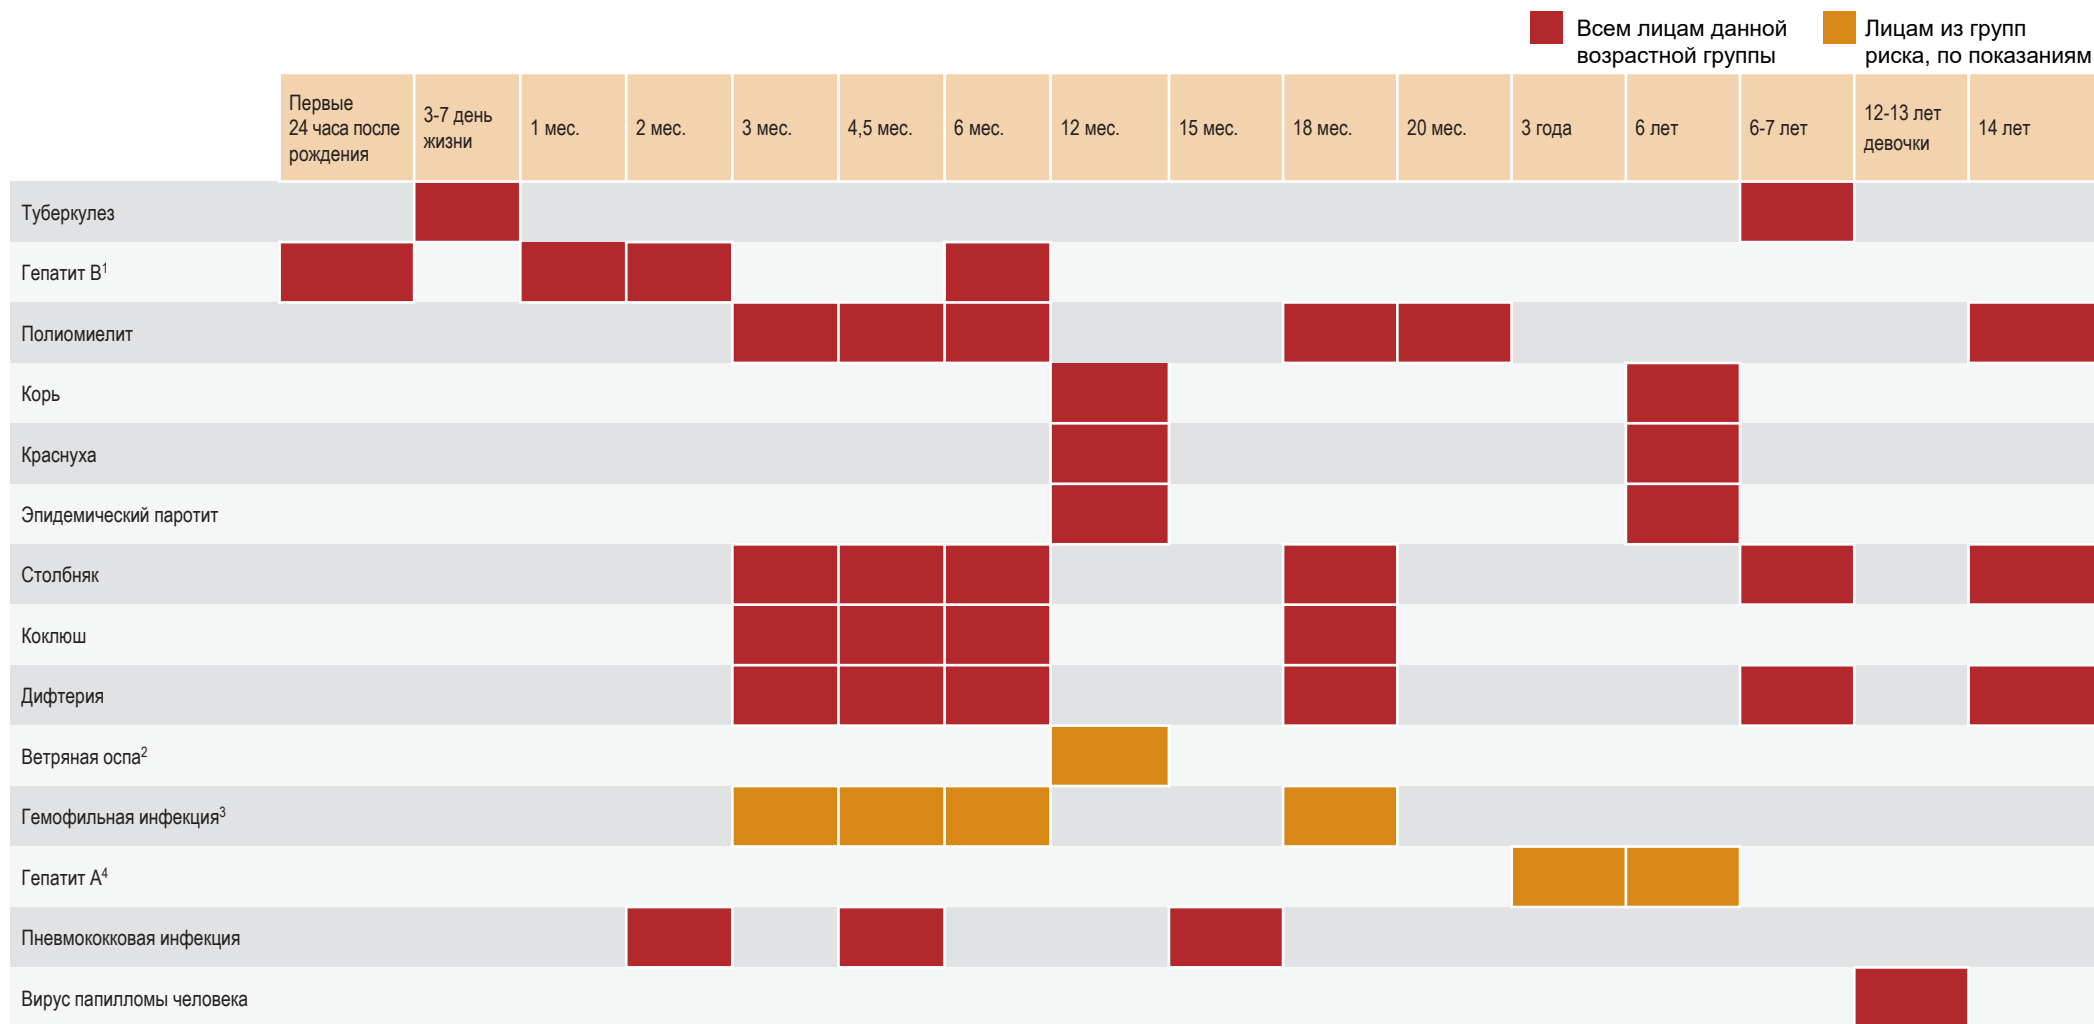 Всем лицам данной
возрастной группы
Лицам из групп
риска, по показаниям
Первые
24 часа после
рождения
3-7 день
жизни
1 мес.
2 мес.
3 мес.
4,5 мес.
6 мес.
12 мес.
15 мес.
18 мес.
20 мес.
3 года
6 лет
6-7 лет
12-13 лет
девочки
14 лет
Туберкулез
Гепатит B¹
Полиомиелит
Корь
Краснуха
Эпидемический паротит
Столбняк
Коклюш
Дифтерия
Ветряная оспа²
Гемофильная инфекция³
Гепатит А⁴
Пневмококковая инфекция
Вирус папилломы человека